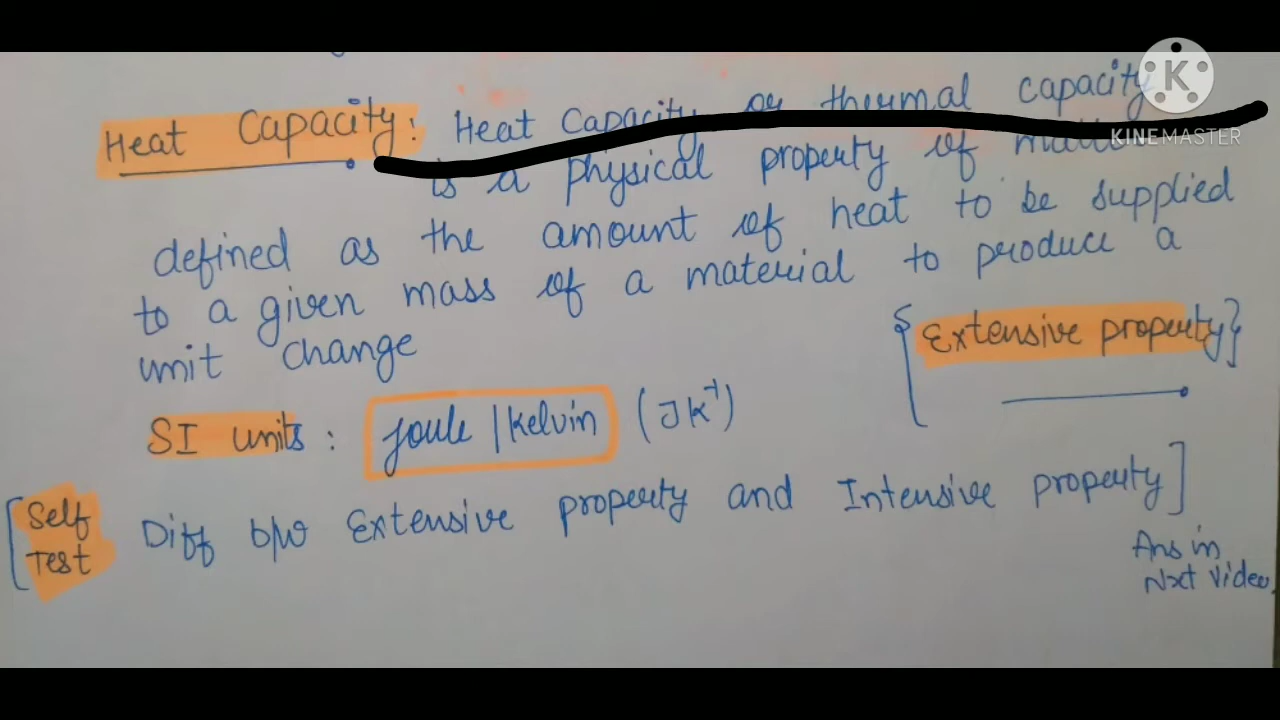 Heat Capacity: Heat Capacity or thermal capacity
is a physical property of matter
defined as the amount of heat to be supplied
to a given mass of a material to produce a
unit change
{Extensive property}
SI units: Joule/Kelvin (JK⁻¹)
[Self Test Diff b/w Extensive property and Intensive property]
Ans in
Nxt Video.
KINEMASTER